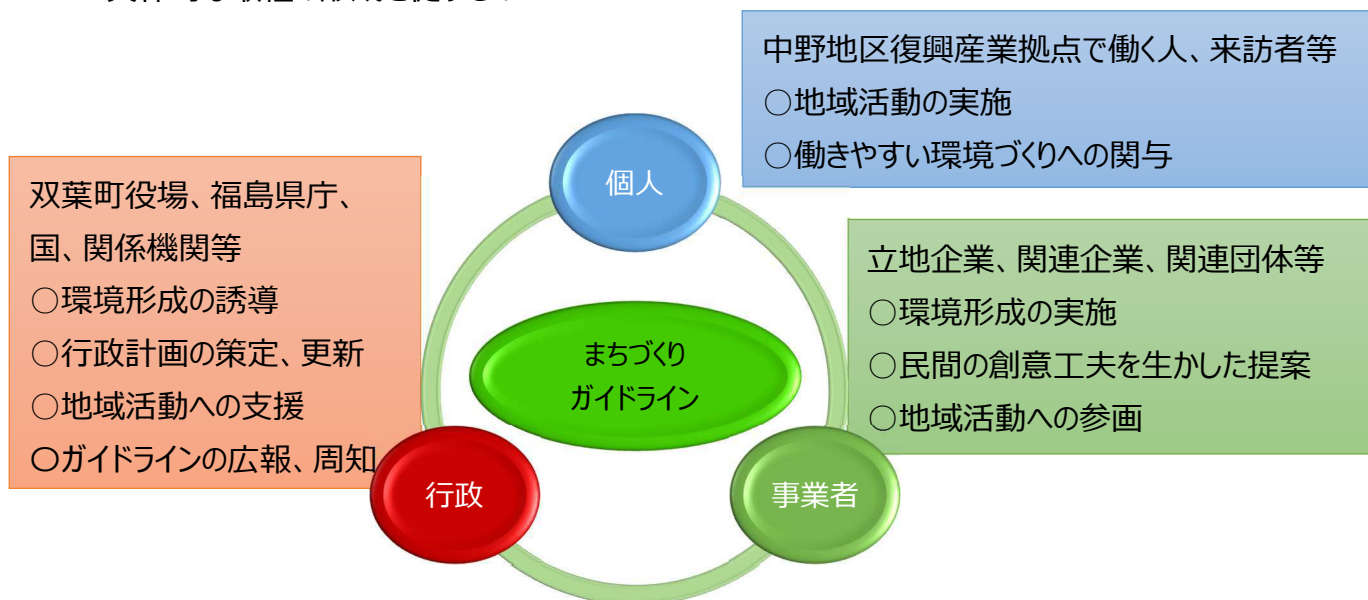 中野地区復興産業拠点で働く人、来訪者等
○地域活動の実施
○働きやすい環境づくりへの関与
個人
双葉町役場、福島県庁、
国、関係機関等
○環境形成の誘導
○行政計画の策定、更新
○地域活動への支援
○ガイドラインの広報、周知
立地企業、関連企業、関連団体等
○環境形成の実施
○民間の創意工夫を生かした提案
○地域活動への参画
まちづくり
ガイドライン
行政
事業者